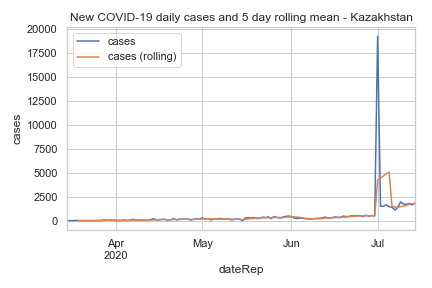 New COVID-19 daily cases and 5 day rolling mean - Kazakhstan
cases
cases (rolling)
20000
17500
15000
12500
10000
7500
5000
2500
0
cases
Apr
2020
May
Jun
Jul
dateRep